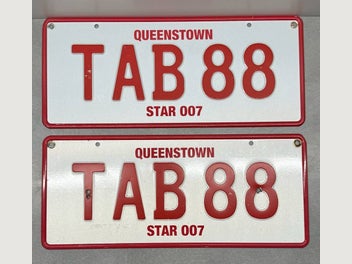 QUEENSTOWN
TAB 88
STAR 007
QUEENSTOWN
TAB 88
STAR 007